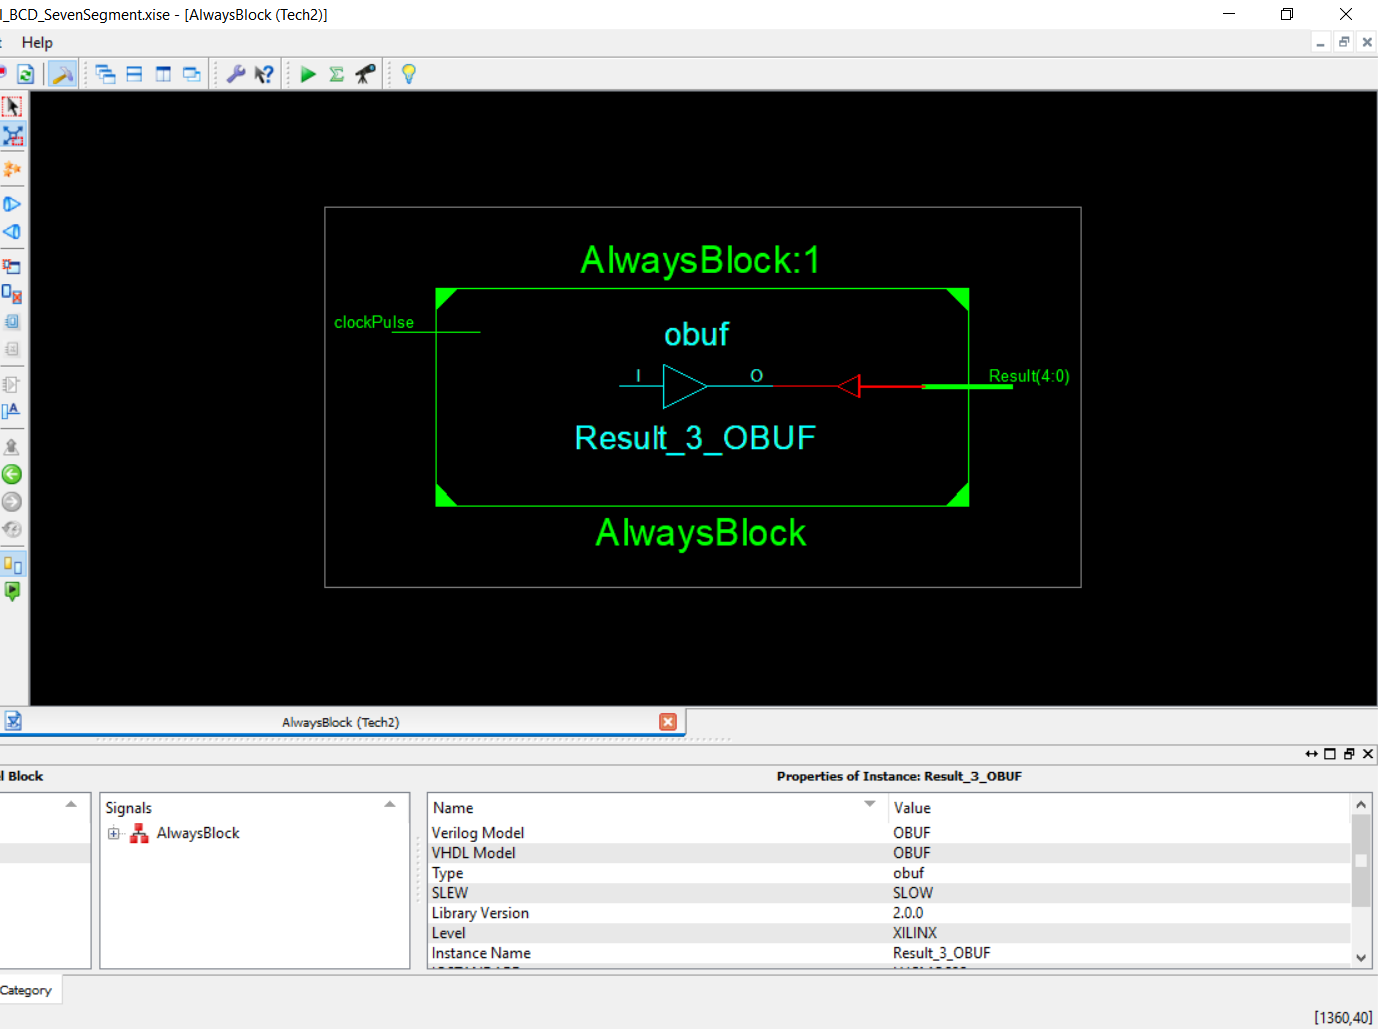 l_BCD_SevenSegment.xise - [AlwaysBlock (Tech2)]
Help
AlwaysBlock:1
clockPulse
obuf
I
O
Result(4:0)
Result_3_OBUF
AlwaysBlock
AlwaysBlock (Tech2)
l Block
Properties of Instance: Result_3_OBUF
Signals
AlwaysBlock
Name Value
Verilog Model OBUF
VHDL Model OBUF
Type obuf
SLEW SLOW
Library Version 2.0.0
Level XILINX
Instance Name Result_3_OBUF
Category
[1360,40]